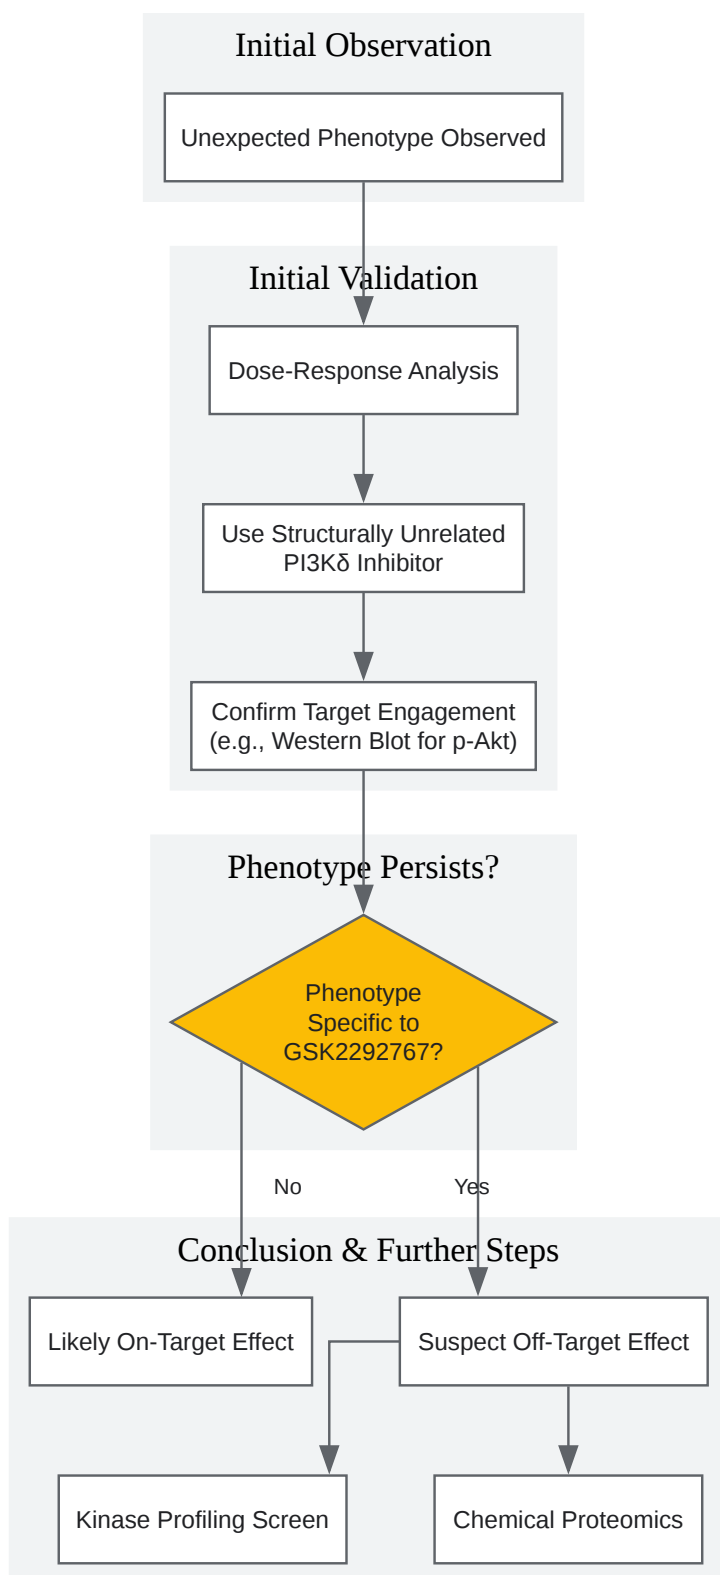 Initial Observation
Unexpected Phenotype Observed
Initial Validation
Dose-Response Analysis
Use Structurally Unrelated
PI3Kδ Inhibitor
Confirm Target Engagement
(e.g., Western Blot for p-Akt)
Phenotype Persists?
Phenotype
Specific to
GSK2292767?
No
Yes
Conclusion & Further Steps
Likely On-Target Effect
Suspect Off-Target Effect
Kinase Profiling Screen
Chemical Proteomics